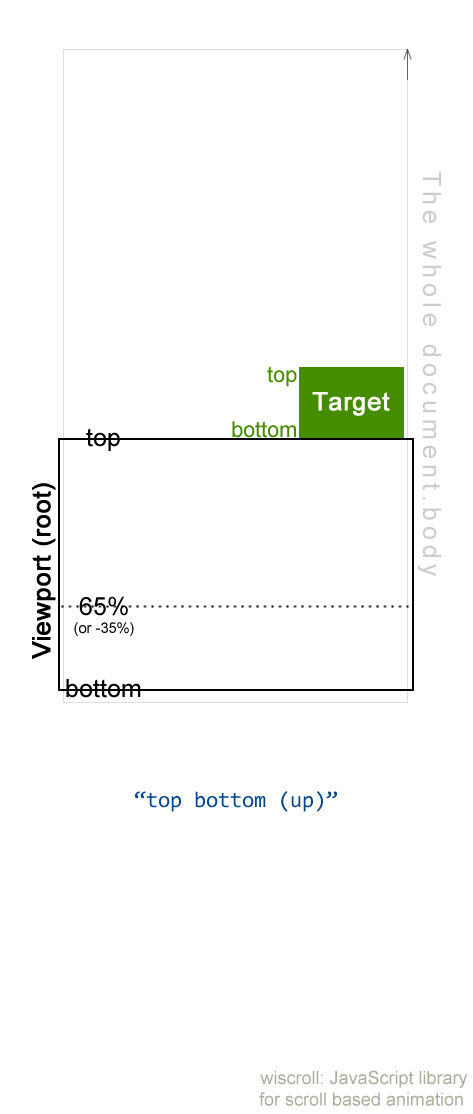 The whole document.body
top
Target
bottom
top
Viewport (root)
65%
(or -35%)
bottom
“top bottom (up)”
wiscroll: JavaScript library
for scroll based animation